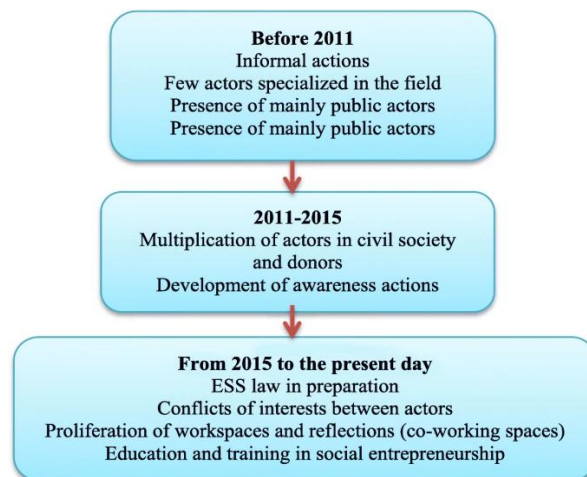 Before 2011
Informal actions
Few actors specialized in the field
Presence of mainly public actors
Presence of mainly public actors
2011-2015
Multiplication of actors in civil society
and donors
Development of awareness actions
From 2015 to the present day
ESS law in preparation
Conflicts of interests between actors
Proliferation of workspaces and reflections (co-working spaces)
Education and training in social entrepreneurship